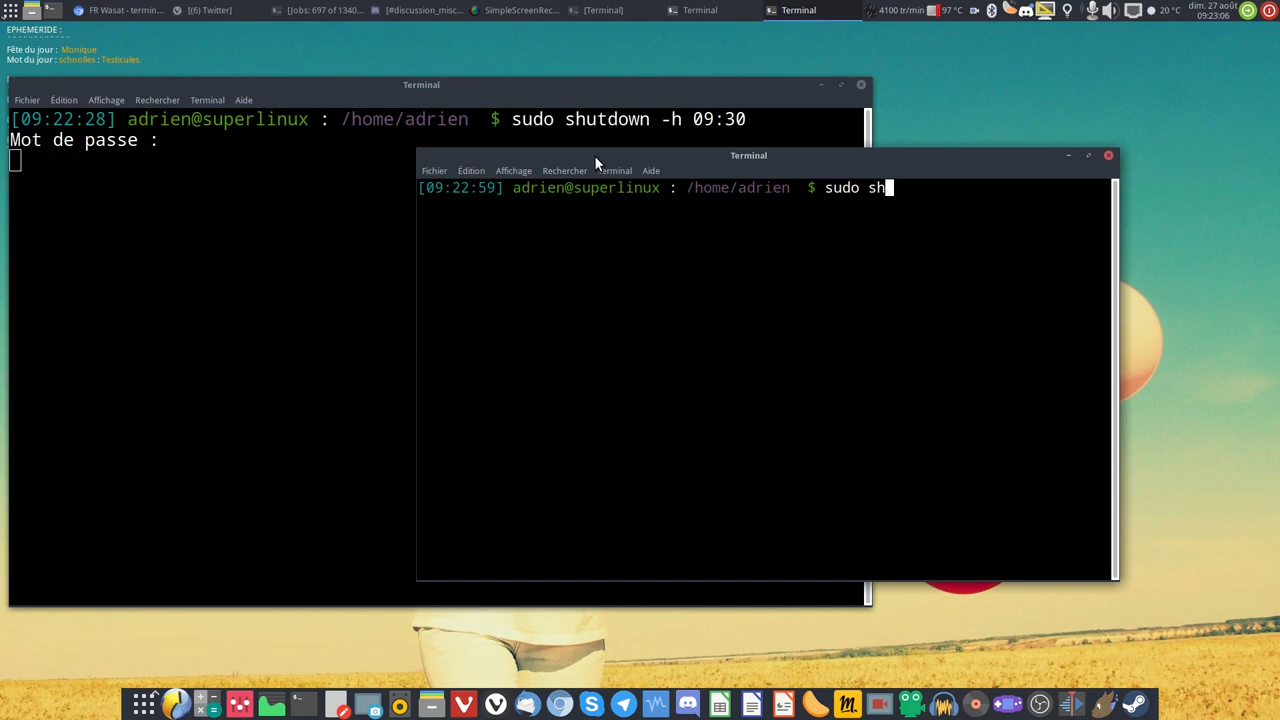 FR Wasat - termin...
[(6) Twitter]
[Jobs: 697 of 1340...
[#discussion_misc...
SimpleScreenRec...
[Terminal]
Terminal
Terminal
4100 tr/min
97 °C
20 °C
dim. 27 août
09:23:06
EPHEMERIDE :
Fête du jour : Monique
Mot du jour : schnolles : Testicules.
Terminal
Fichier Édition Affichage Rechercher Terminal Aide
[09:22:28] adrien@superlinux : /home/adrien $ sudo shutdown -h 09:30
Mot de passe :
Terminal
Fichier Édition Affichage Rechercher Terminal Aide
[09:22:59] adrien@superlinux : /home/adrien $ sudo sh